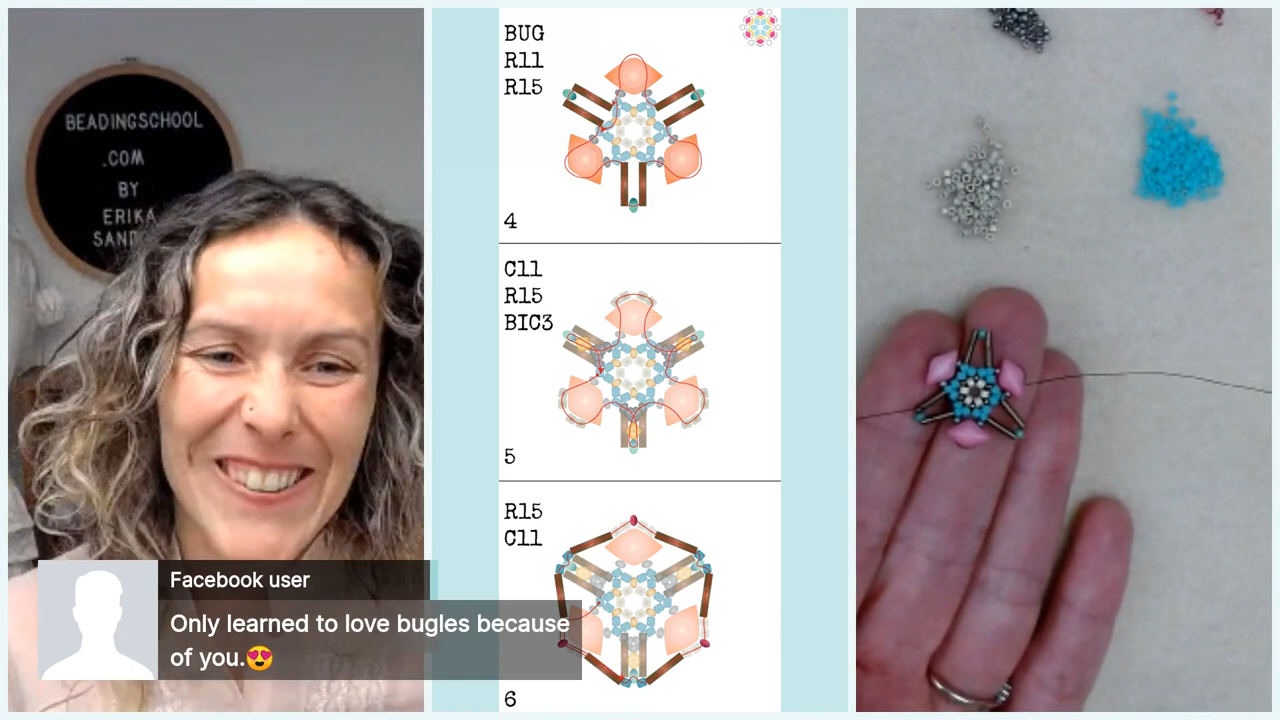 BEADINGSCHOOL
.COM
BY
ERIKA
BUG
R11
R15
4
C11
R15
BIC3
5
R15
C11
6
Facebook user
Only learned to love bugles because
of you.😍